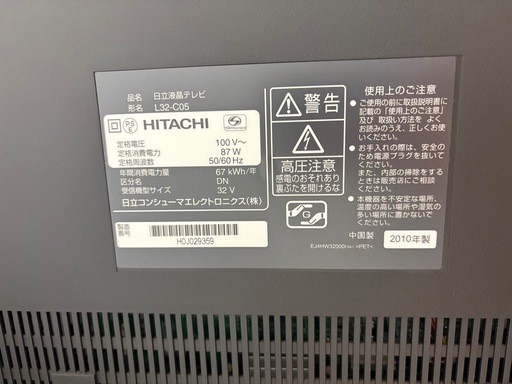 品名 日立液晶テレビ
形名 L32-C05
PS
E
HITACHI
定格電圧 100 V～
定格消費電力 87 W
定格周波数 50/60 Hz
年間消費電力量 67 kWh/年
区分名 DN
受信機型サイズ 32 V
日立コンシューマエレクトロニクス(株)
製造
番号
H0J029359
警告
高圧注意
感電のおそれあり
裏ぶたを開けるな
G
使用上のご注意
●ご使用の前に取扱説明書に
記載の「使用上のご注意」
及び 取扱い方法を よく
お読みのうえ、正しくお使い
ください。
●お手入れの際は、安全の
ため電源プラグを抜いて
ください。
また、内部の掃除をする
ときは販売店にご相談
ください。
●本機器を不安定な場所、
温度の高い場所や湿気の
多い場所に置かないで
ください。
中国製 2010年製
EJ4HW32000 >PET<